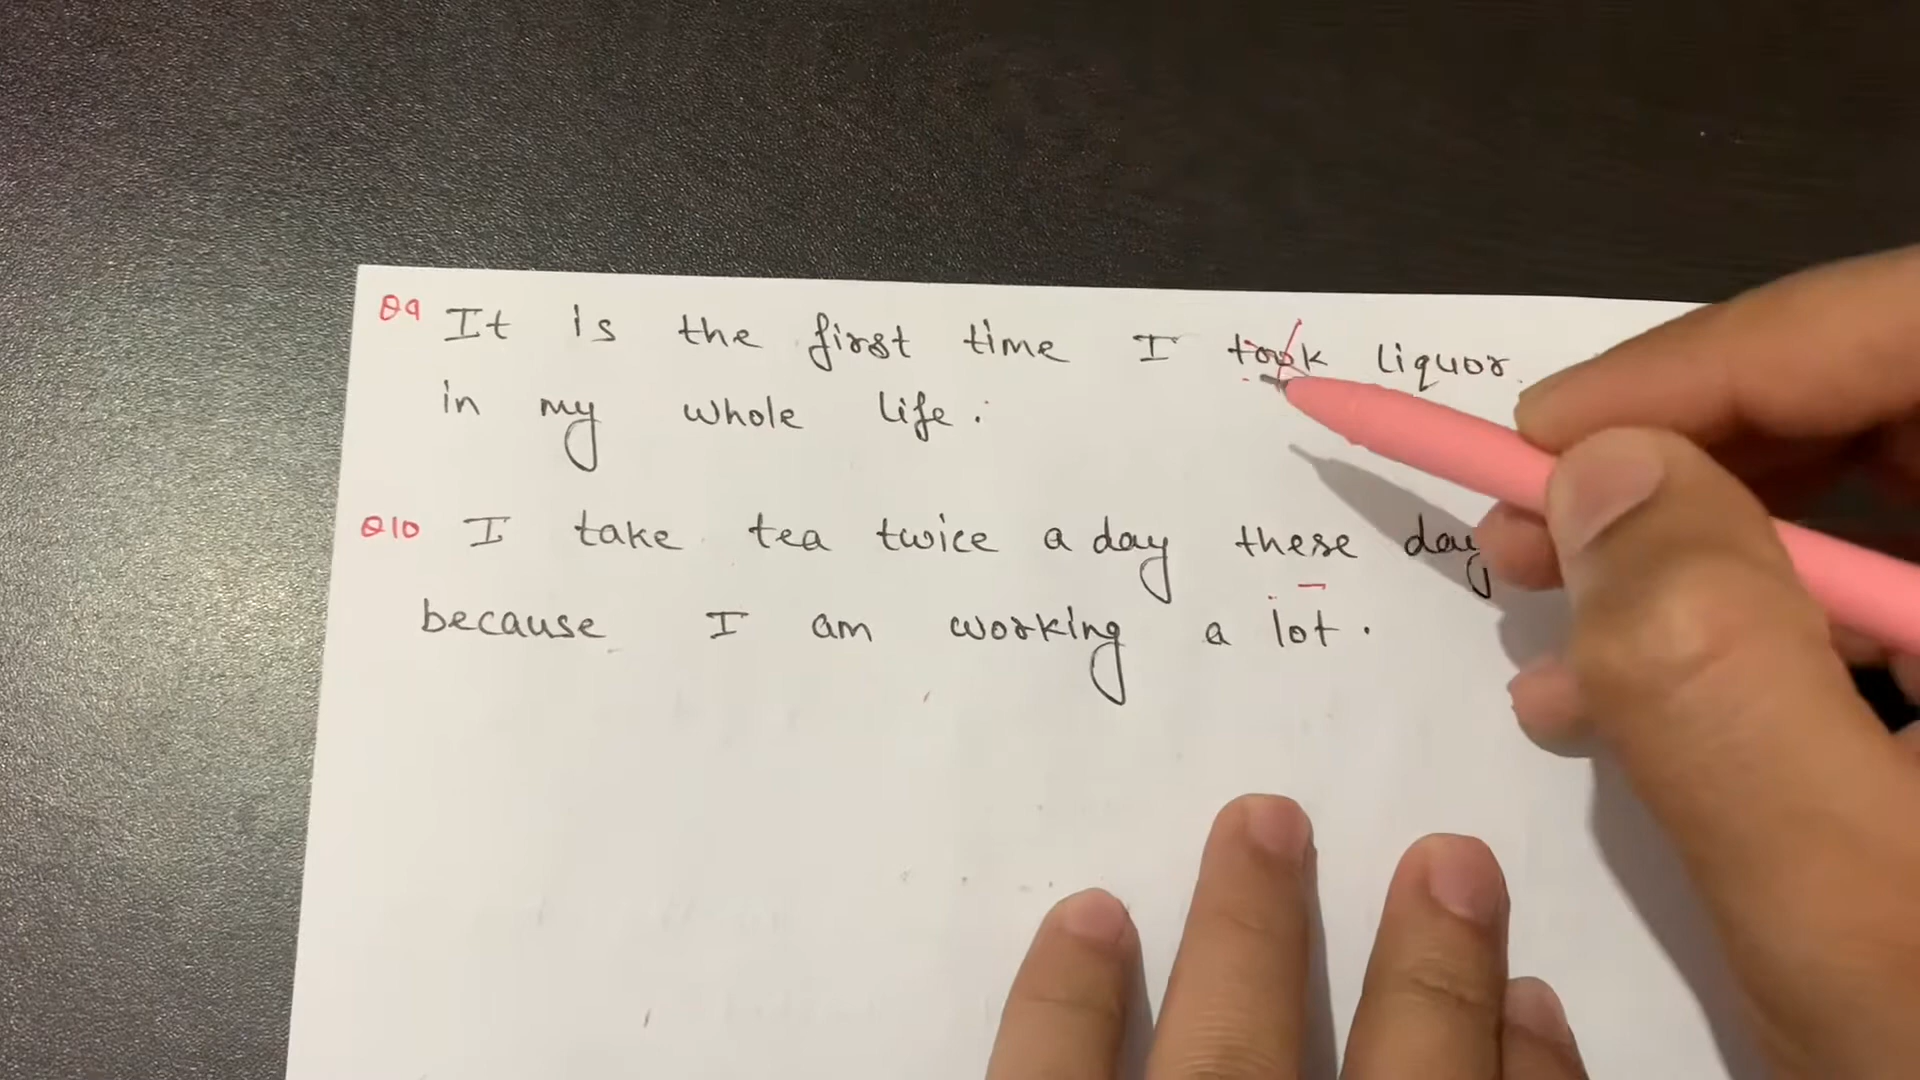 Q9 It is the first time I took liquor
in my whole life.
Q10 I take tea twice a day these day
because I am working a lot.